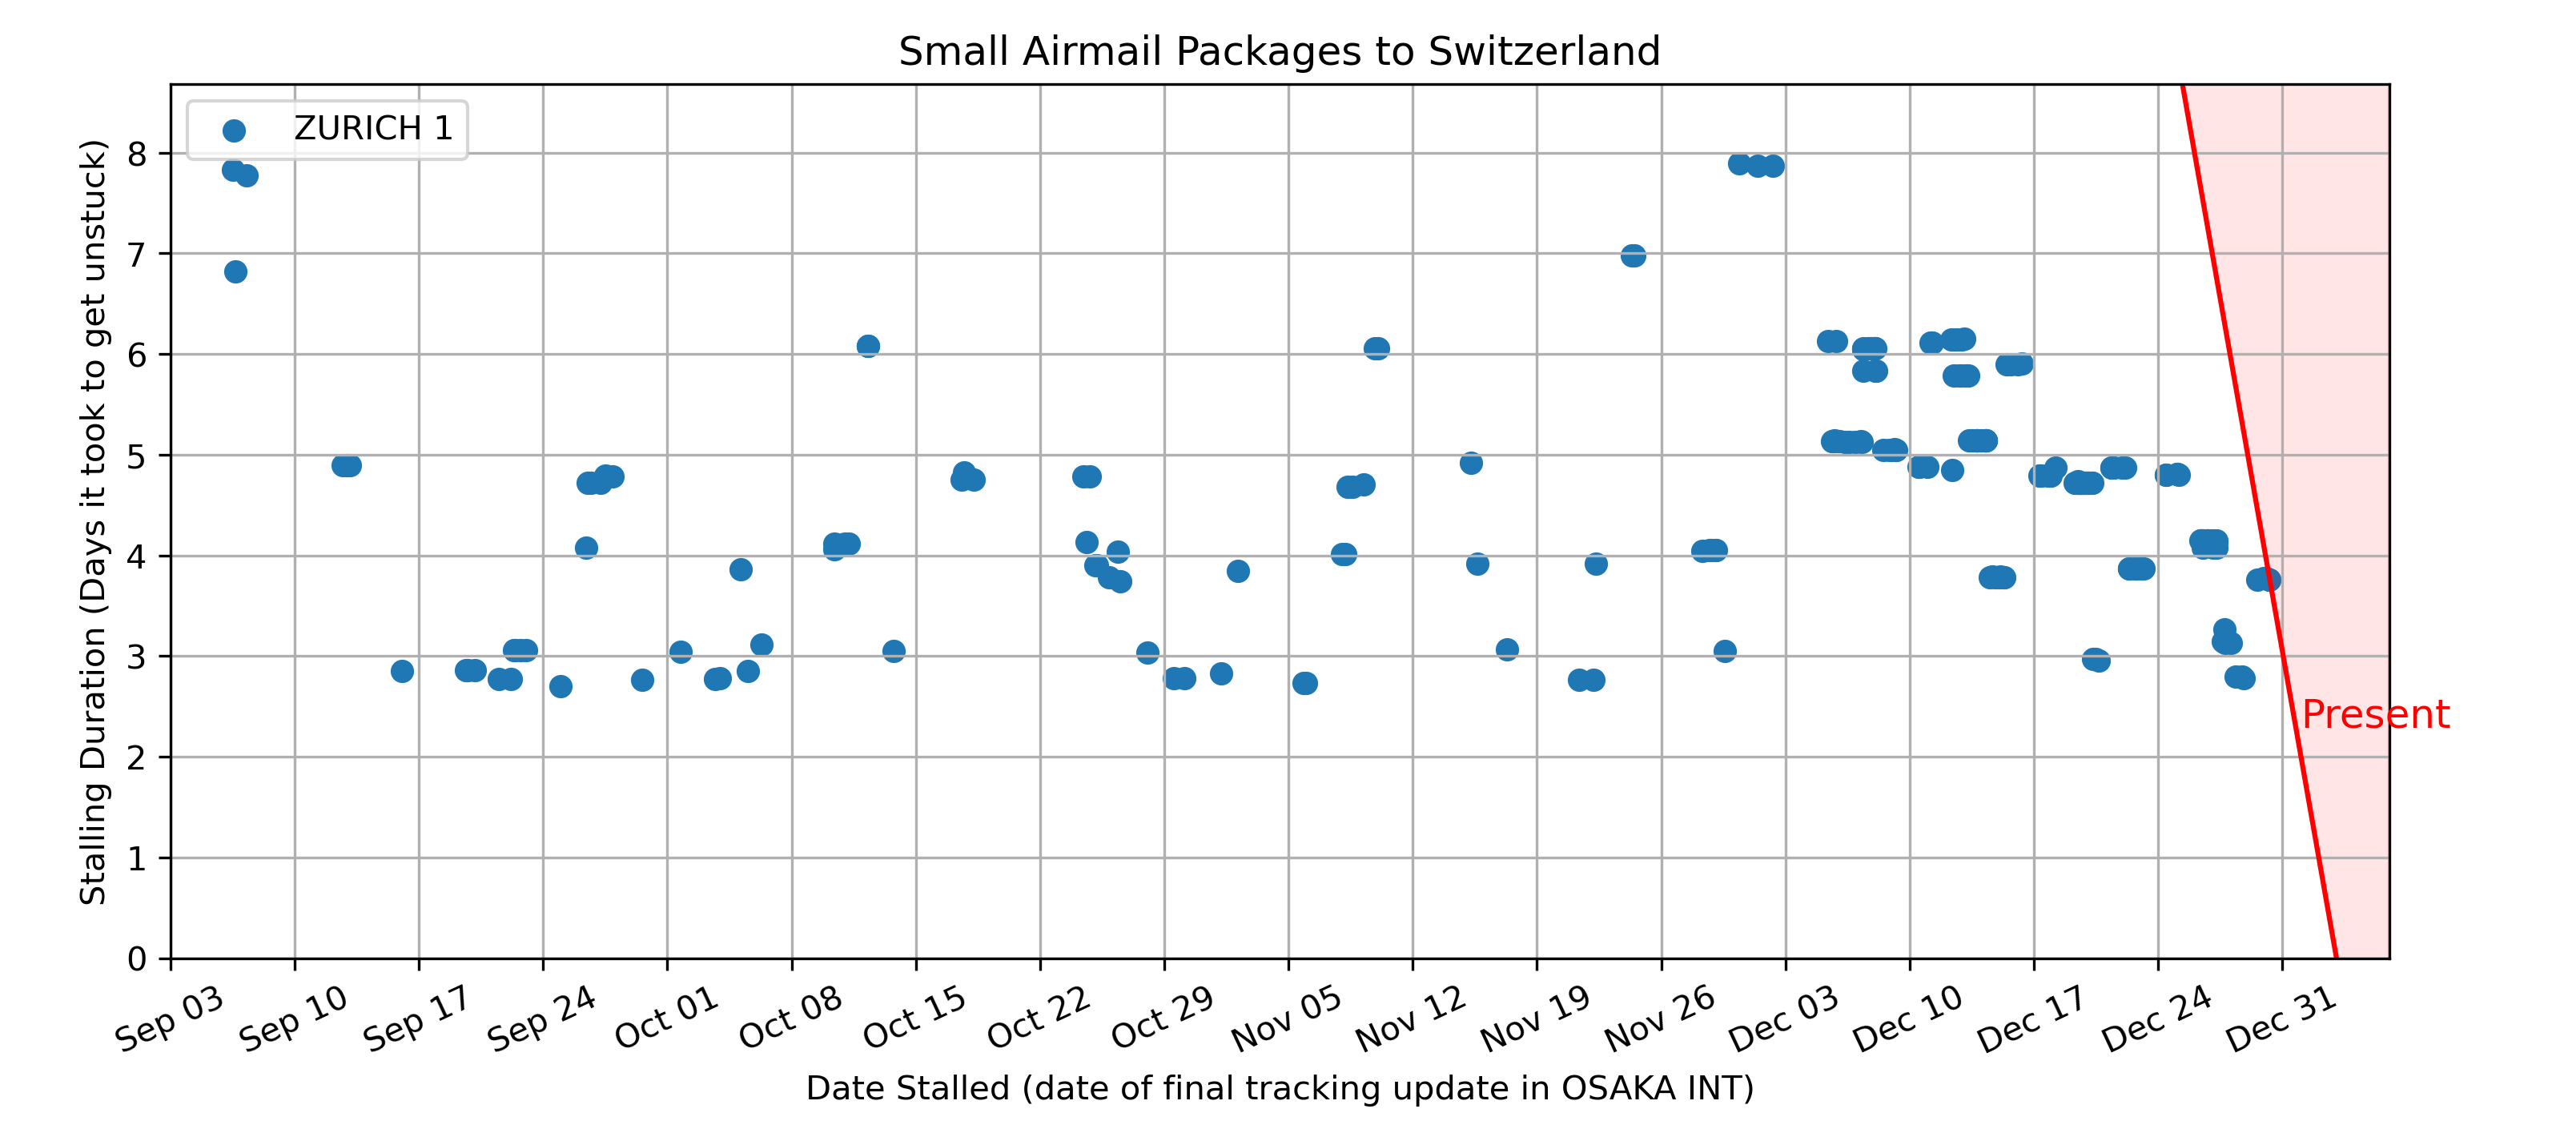 Small Airmail Packages to Switzerland
ZURICH 1
Stalling Duration (Days it took to get unstuck)
8
7
6
5
4
3
2
1
0
Present
Sep 03
Sep 10
Sep 17
Sep 24
Oct 01
Oct 08
Oct 15
Oct 22
Oct 29
Nov 05
Nov 12
Nov 19
Nov 26
Dec 03
Dec 10
Dec 17
Dec 24
Dec 31
Date Stalled (date of final tracking update in OSAKA INT)